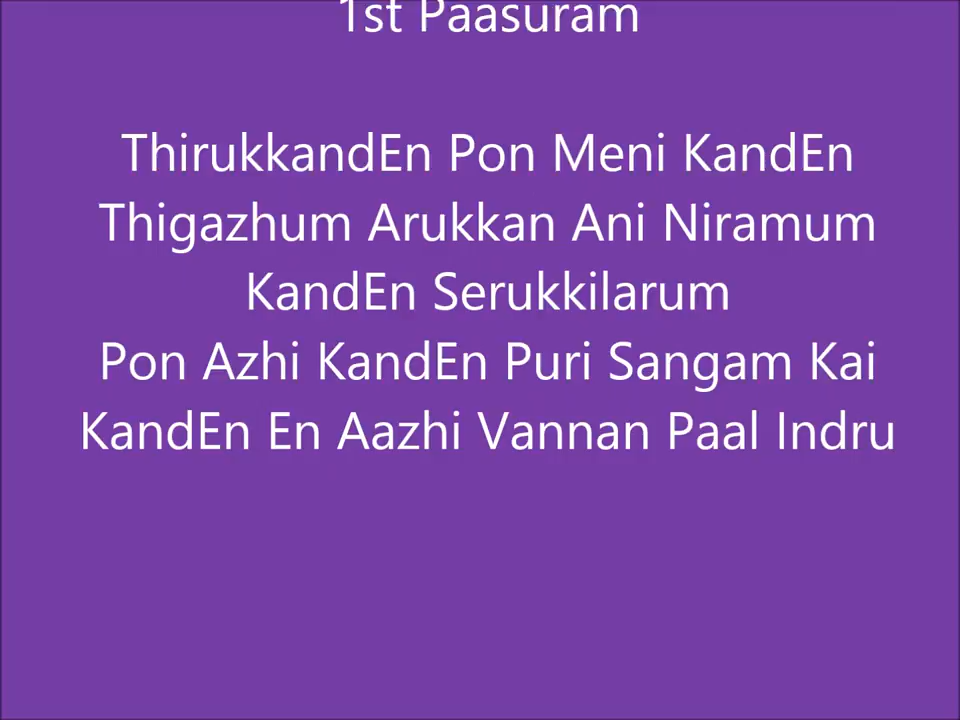 1st Paasuram
ThirukkandEn Pon Meni KandEn
Thigazhum Arukkan Ani Niramum
KandEn Serukkilarum
Pon Azhi KandEn Puri Sangam Kai
KandEn En Aazhi Vannan Paal Indru